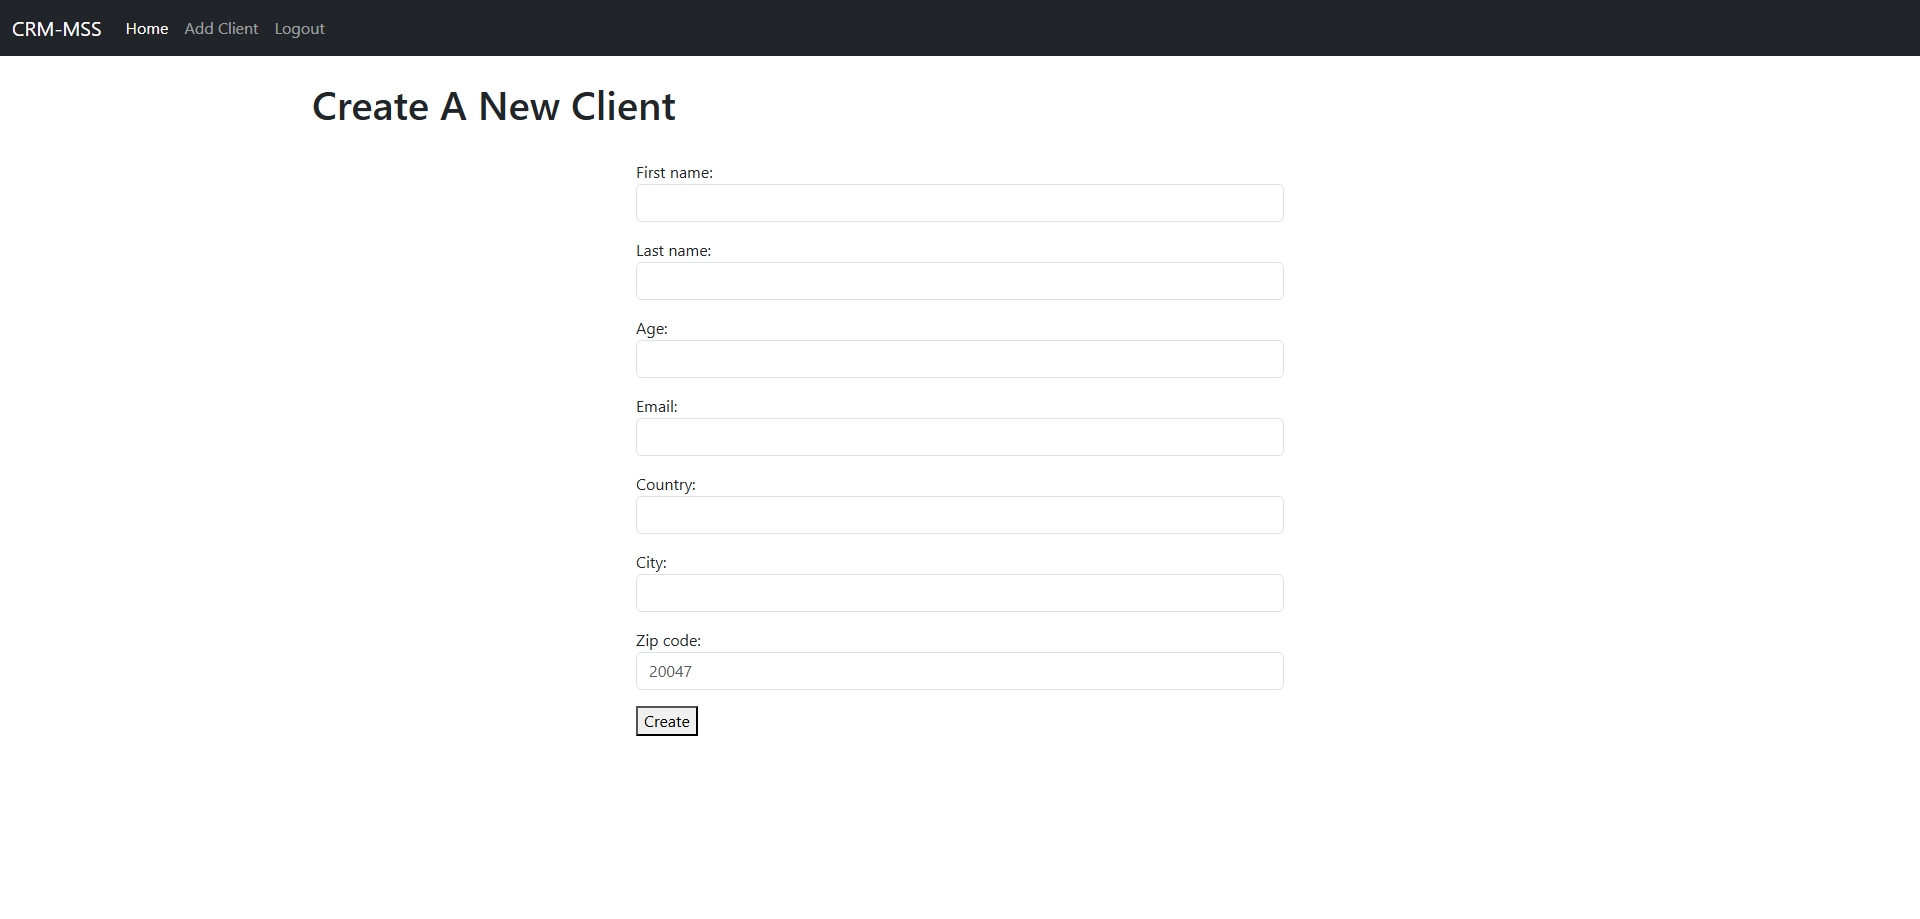 CRM-MSS Home Add Client Logout
Create A New Client
First name:
Last name:
Age:
Email:
Country:
City:
Zip code:
20047
Create